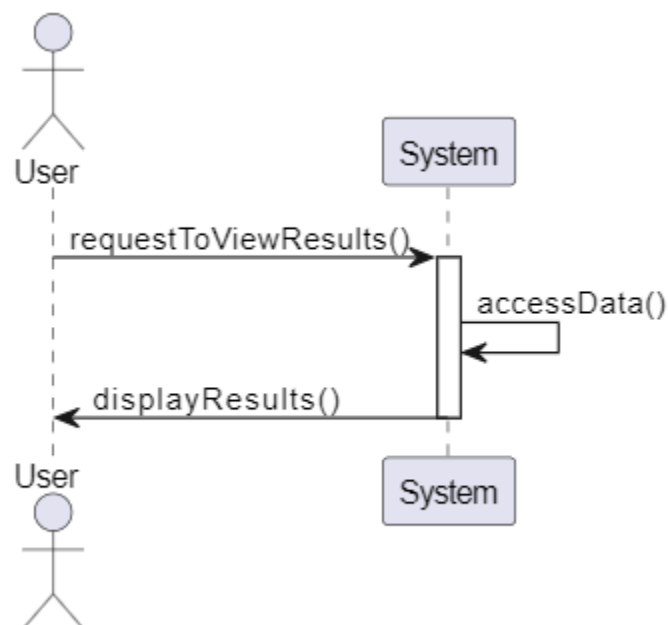 User
System
requestToViewResults()
accessData()
displayResults()
User
System